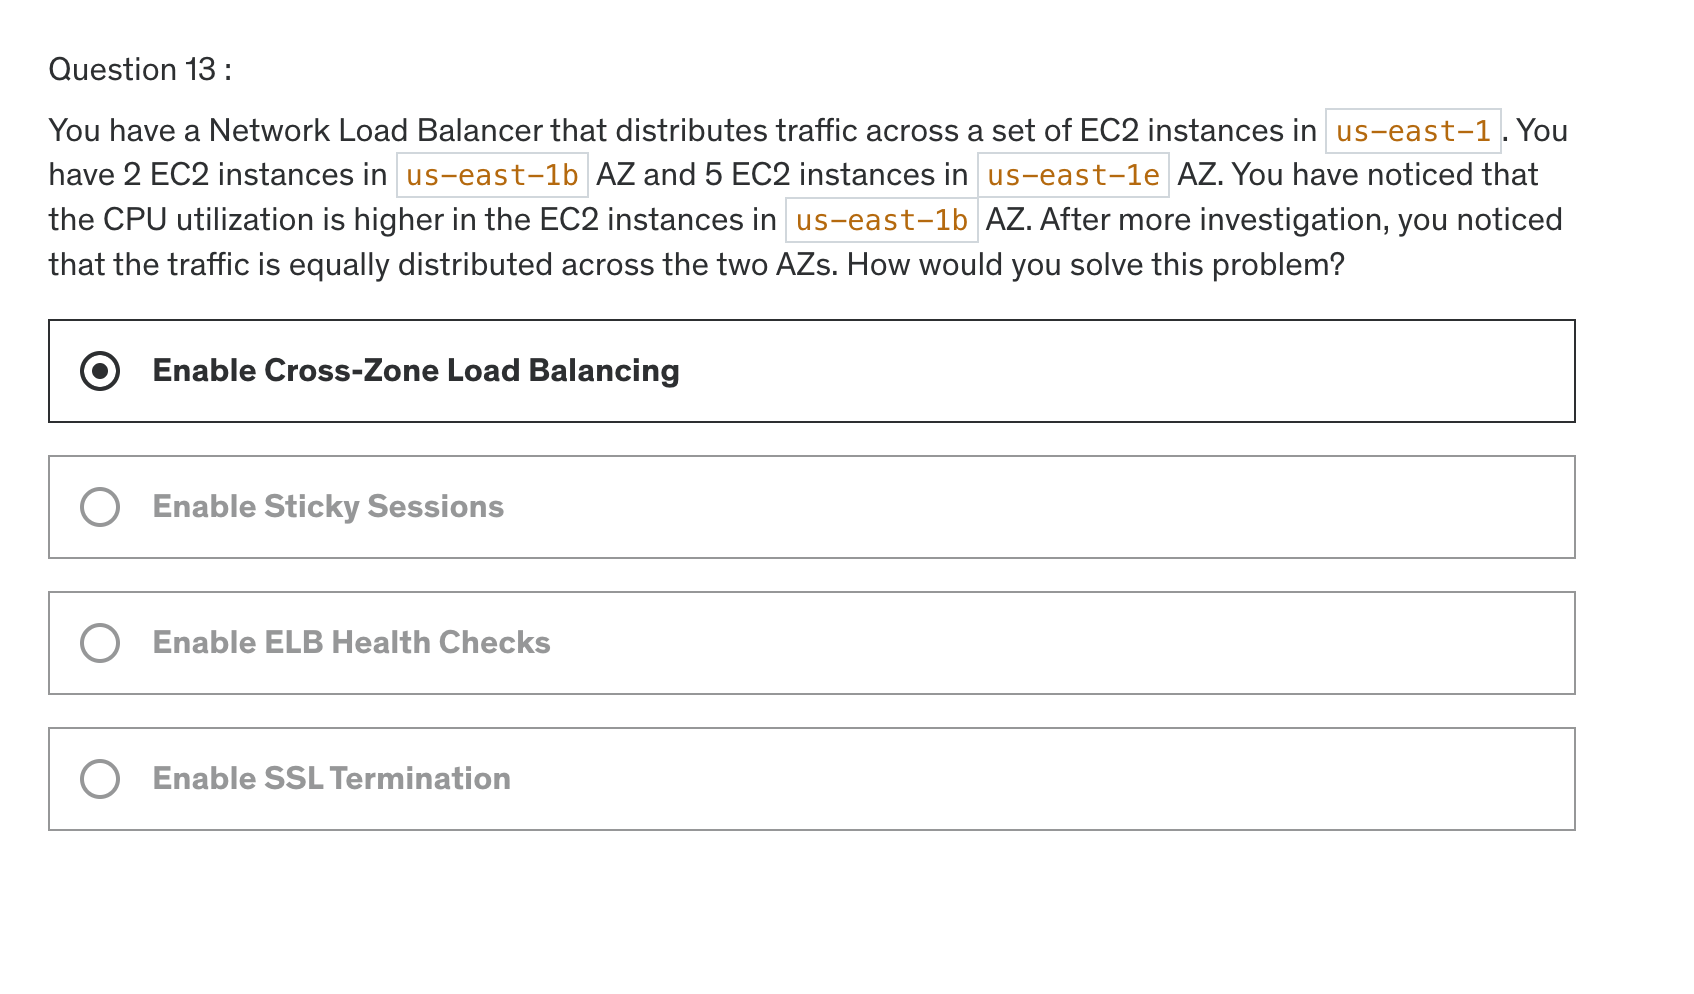 Question 13 :
You have a Network Load Balancer that distributes traffic across a set of EC2 instances in us-east-1. You
have 2 EC2 instances in us-east-1b AZ and 5 EC2 instances in us-east-1e AZ. You have noticed that
the CPU utilization is higher in the EC2 instances in us-east-1b AZ. After more investigation, you noticed
that the traffic is equally distributed across the two AZs. How would you solve this problem?
Enable Cross-Zone Load Balancing
Enable Sticky Sessions
Enable ELB Health Checks
Enable SSL Termination